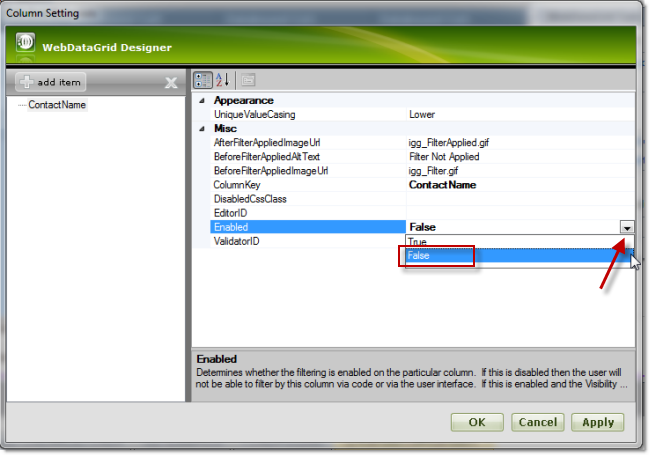 Column Setting
WebDataGrid Designer
add item
ContactName
Appearance
UniqueValueCasing Lower
Misc
AfterFilterAppliedImageUrl igg_FilterApplied.gif
BeforeFilterAppliedAltText Filter Not Applied
BeforeFilterAppliedImageUrl igg_Filter.gif
ColumnKey ContactName
DisabledCssClass
EditorID
Enabled False
ValidatorID True
False
Enabled
Determines whether the filtering is enabled on the particular column. If this is disabled then the user will
not be able to filter by this column via code or via the user interface. If this is enabled and the Visibility ...
OK Cancel Apply